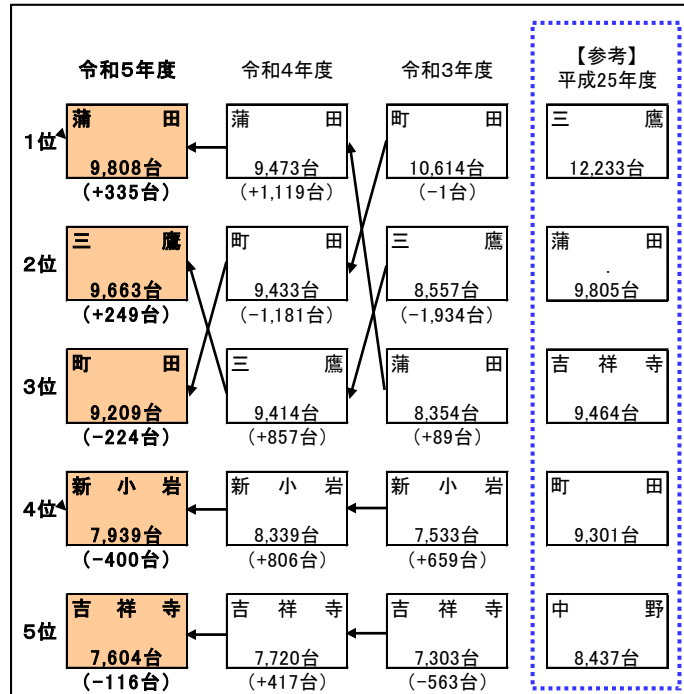 令和5年度 令和4年度 令和3年度 【参考】
平成25年度
1位 蒲田 蒲田 町田 三鷹
9,808台 9,473台 10,614台 12,233台
(+335台) (+1,119台) (-1台)
2位 三鷹 町田 三鷹 蒲田
9,663台 9,433台 8,557台 9,805台
(+249台) (-1,181台) (-1,934台)
3位 町田 三鷹 蒲田 吉祥寺
9,209台 9,414台 8,354台 9,464台
(-224台) (+857台) (+89台)
4位 新小岩 新小岩 新小岩 町田
7,939台 8,339台 7,533台 9,301台
(-400台) (+806台) (+659台)
5位 吉祥寺 吉祥寺 吉祥寺 中野
7,604台 7,720台 7,303台 8,437台
(-116台) (+417台) (-563台)